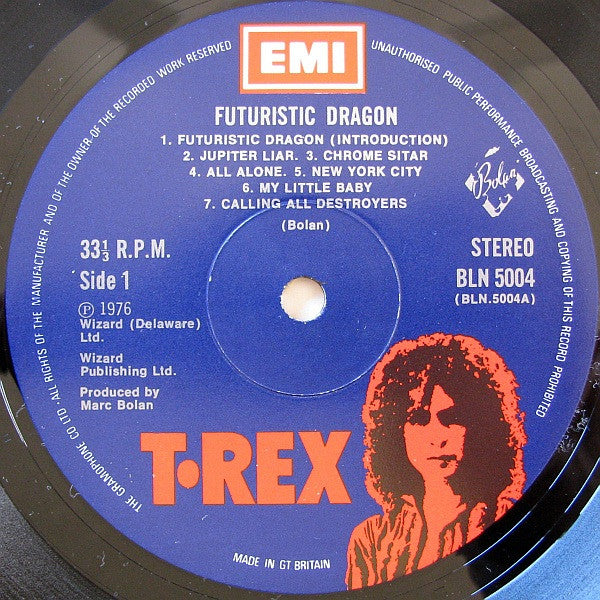 EMI
THE GRAMOPHONE CO LTD - ALL RIGHTS OF THE MANUFACTURER AND OF THE OWNER OF THE RECORDED WORK RESERVED
UNAUTHORISED PUBLIC PERFORMANCE BROADCASTING AND COPYING OF THIS RECORD PROHIBITED
FUTURISTIC DRAGON
1. FUTURISTIC DRAGON (INTRODUCTION)
2. JUPITER LIAR. 3. CHROME SITAR
4. ALL ALONE. 5. NEW YORK CITY
6. MY LITTLE BABY
7. CALLING ALL DESTROYERS
(Bolan)
Bolan
33⅓ R.P.M.
Side 1
℗ 1976
Wizard (Delaware)
Ltd.
Wizard
Publishing Ltd.
Produced by
Marc Bolan
STEREO
BLN 5004
(BLN.5004A)
T•REX
MADE IN GT BRITAIN